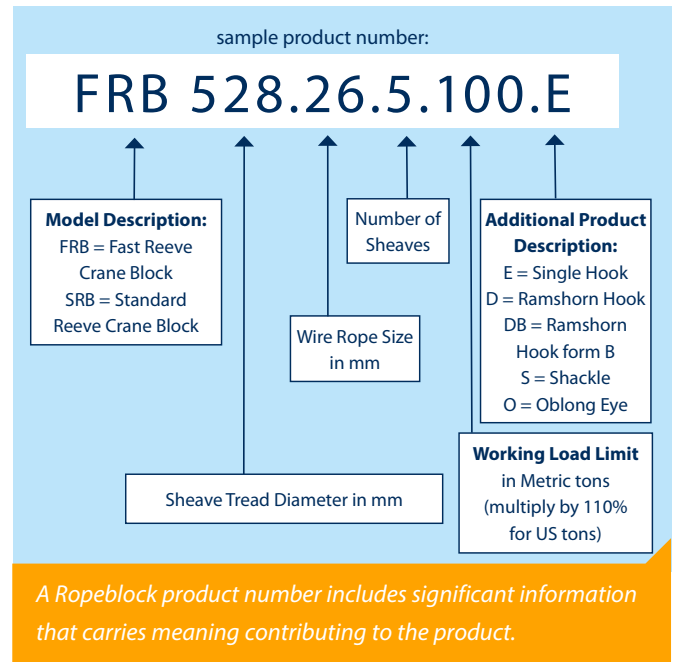 sample product number:
FRB 528.26.5.100.E
Model Description:
FRB = Fast Reeve
Crane Block
SRB = Standard
Reeve Crane Block
Sheave Tread Diameter in mm
Wire Rope Size
in mm
Number of
Sheaves
Working Load Limit
in Metric tons
(multiply by 110%
for US tons)
Additional Product
Description:
E = Single Hook
D = Ramshorn Hook
DB = Ramshorn
Hook form B
S = Shackle
O = Oblong Eye
A Ropeblock product number includes significant information
that carries meaning contributing to the product.